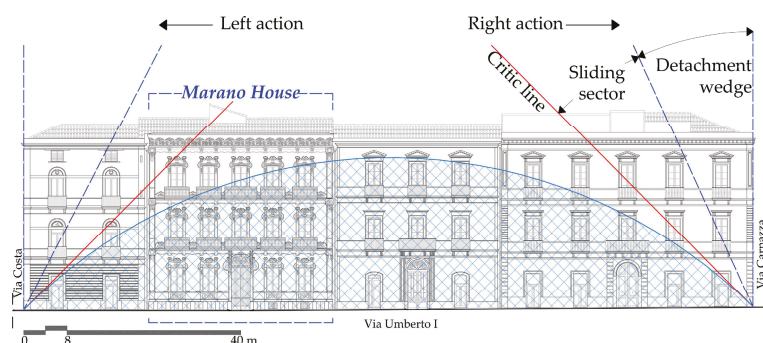 Left action
Right action
Critic line
Sliding
sector
Detachment
wedge
Marano House
Via Costa
Via Carnazza
Via Umberto I
0 8 40 m